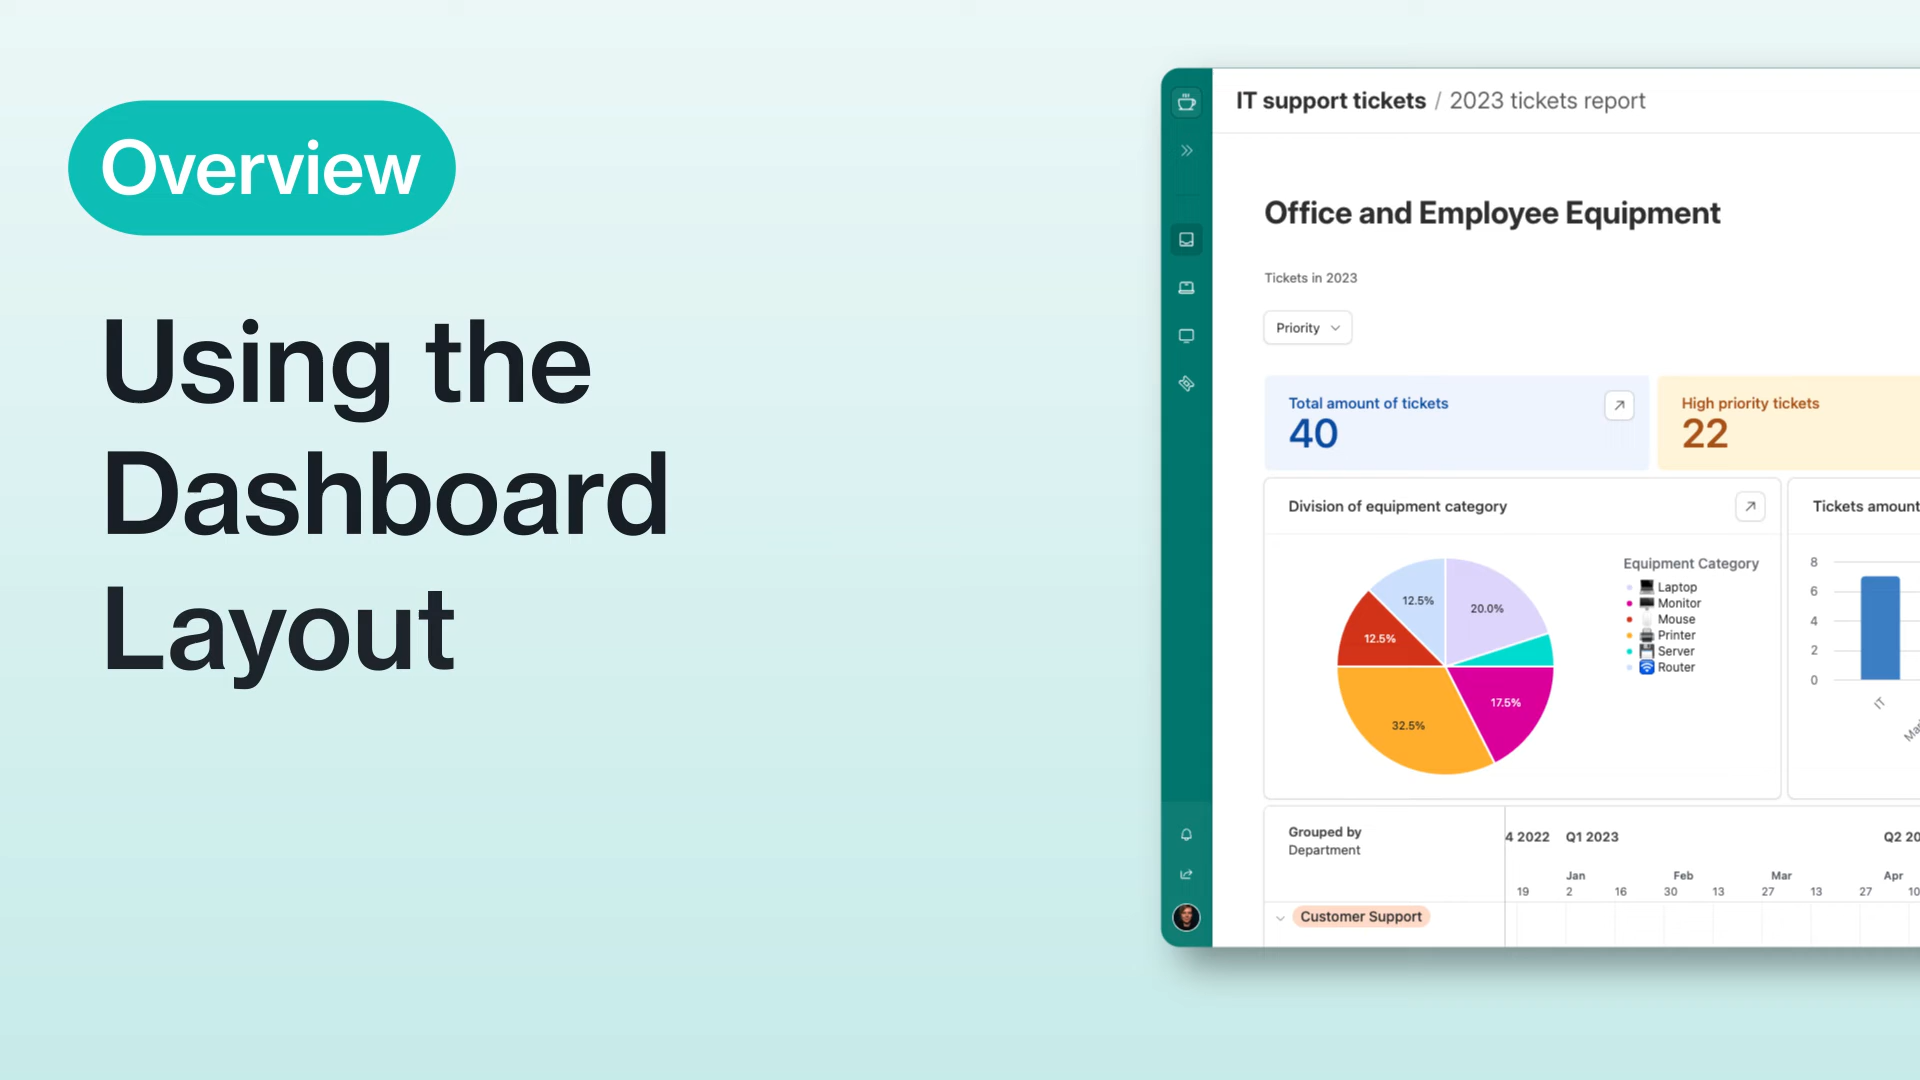 Overview
Using the
Dashboard
Layout
IT support tickets / 2023 tickets report
Office and Employee Equipment
Tickets in 2023
Priority
Total amount of tickets
40
High priority tickets
22
Division of equipment category
12.5%
20.0%
12.5%
17.5%
32.5%
Equipment Category
Laptop
Monitor
Mouse
Printer
Server
Router
Tickets amount
8
6
4
2
0
IT
Ma
Grouped by
Department
4 2022 Q1 2023 Q2 20
Jan Feb Mar Apr
19 2 16 30 13 27 13 27 10
Customer Support